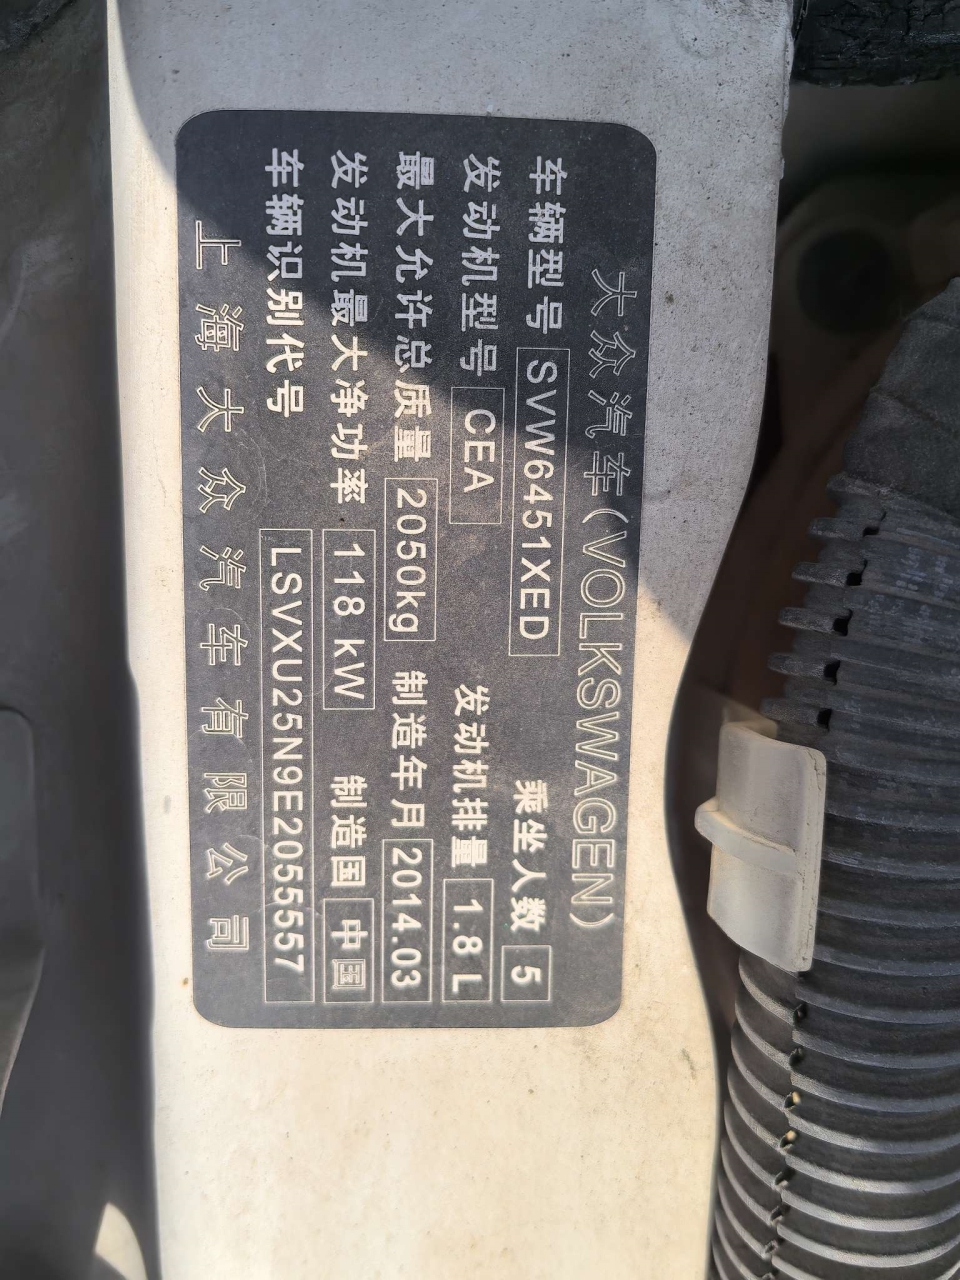 大众汽车(VOLKSWAGEN)
车辆型号 SVW6451XED 乘坐人数 5
发动机型号 CEA 发动机排量 1.8 L
最大允许总质量 2050kg 制造年月 2014.03
发动机最大净功率 118 kW 制造国 中国
车辆识别代号 LSVXU25N9E2055557
上海大众汽车有限公司